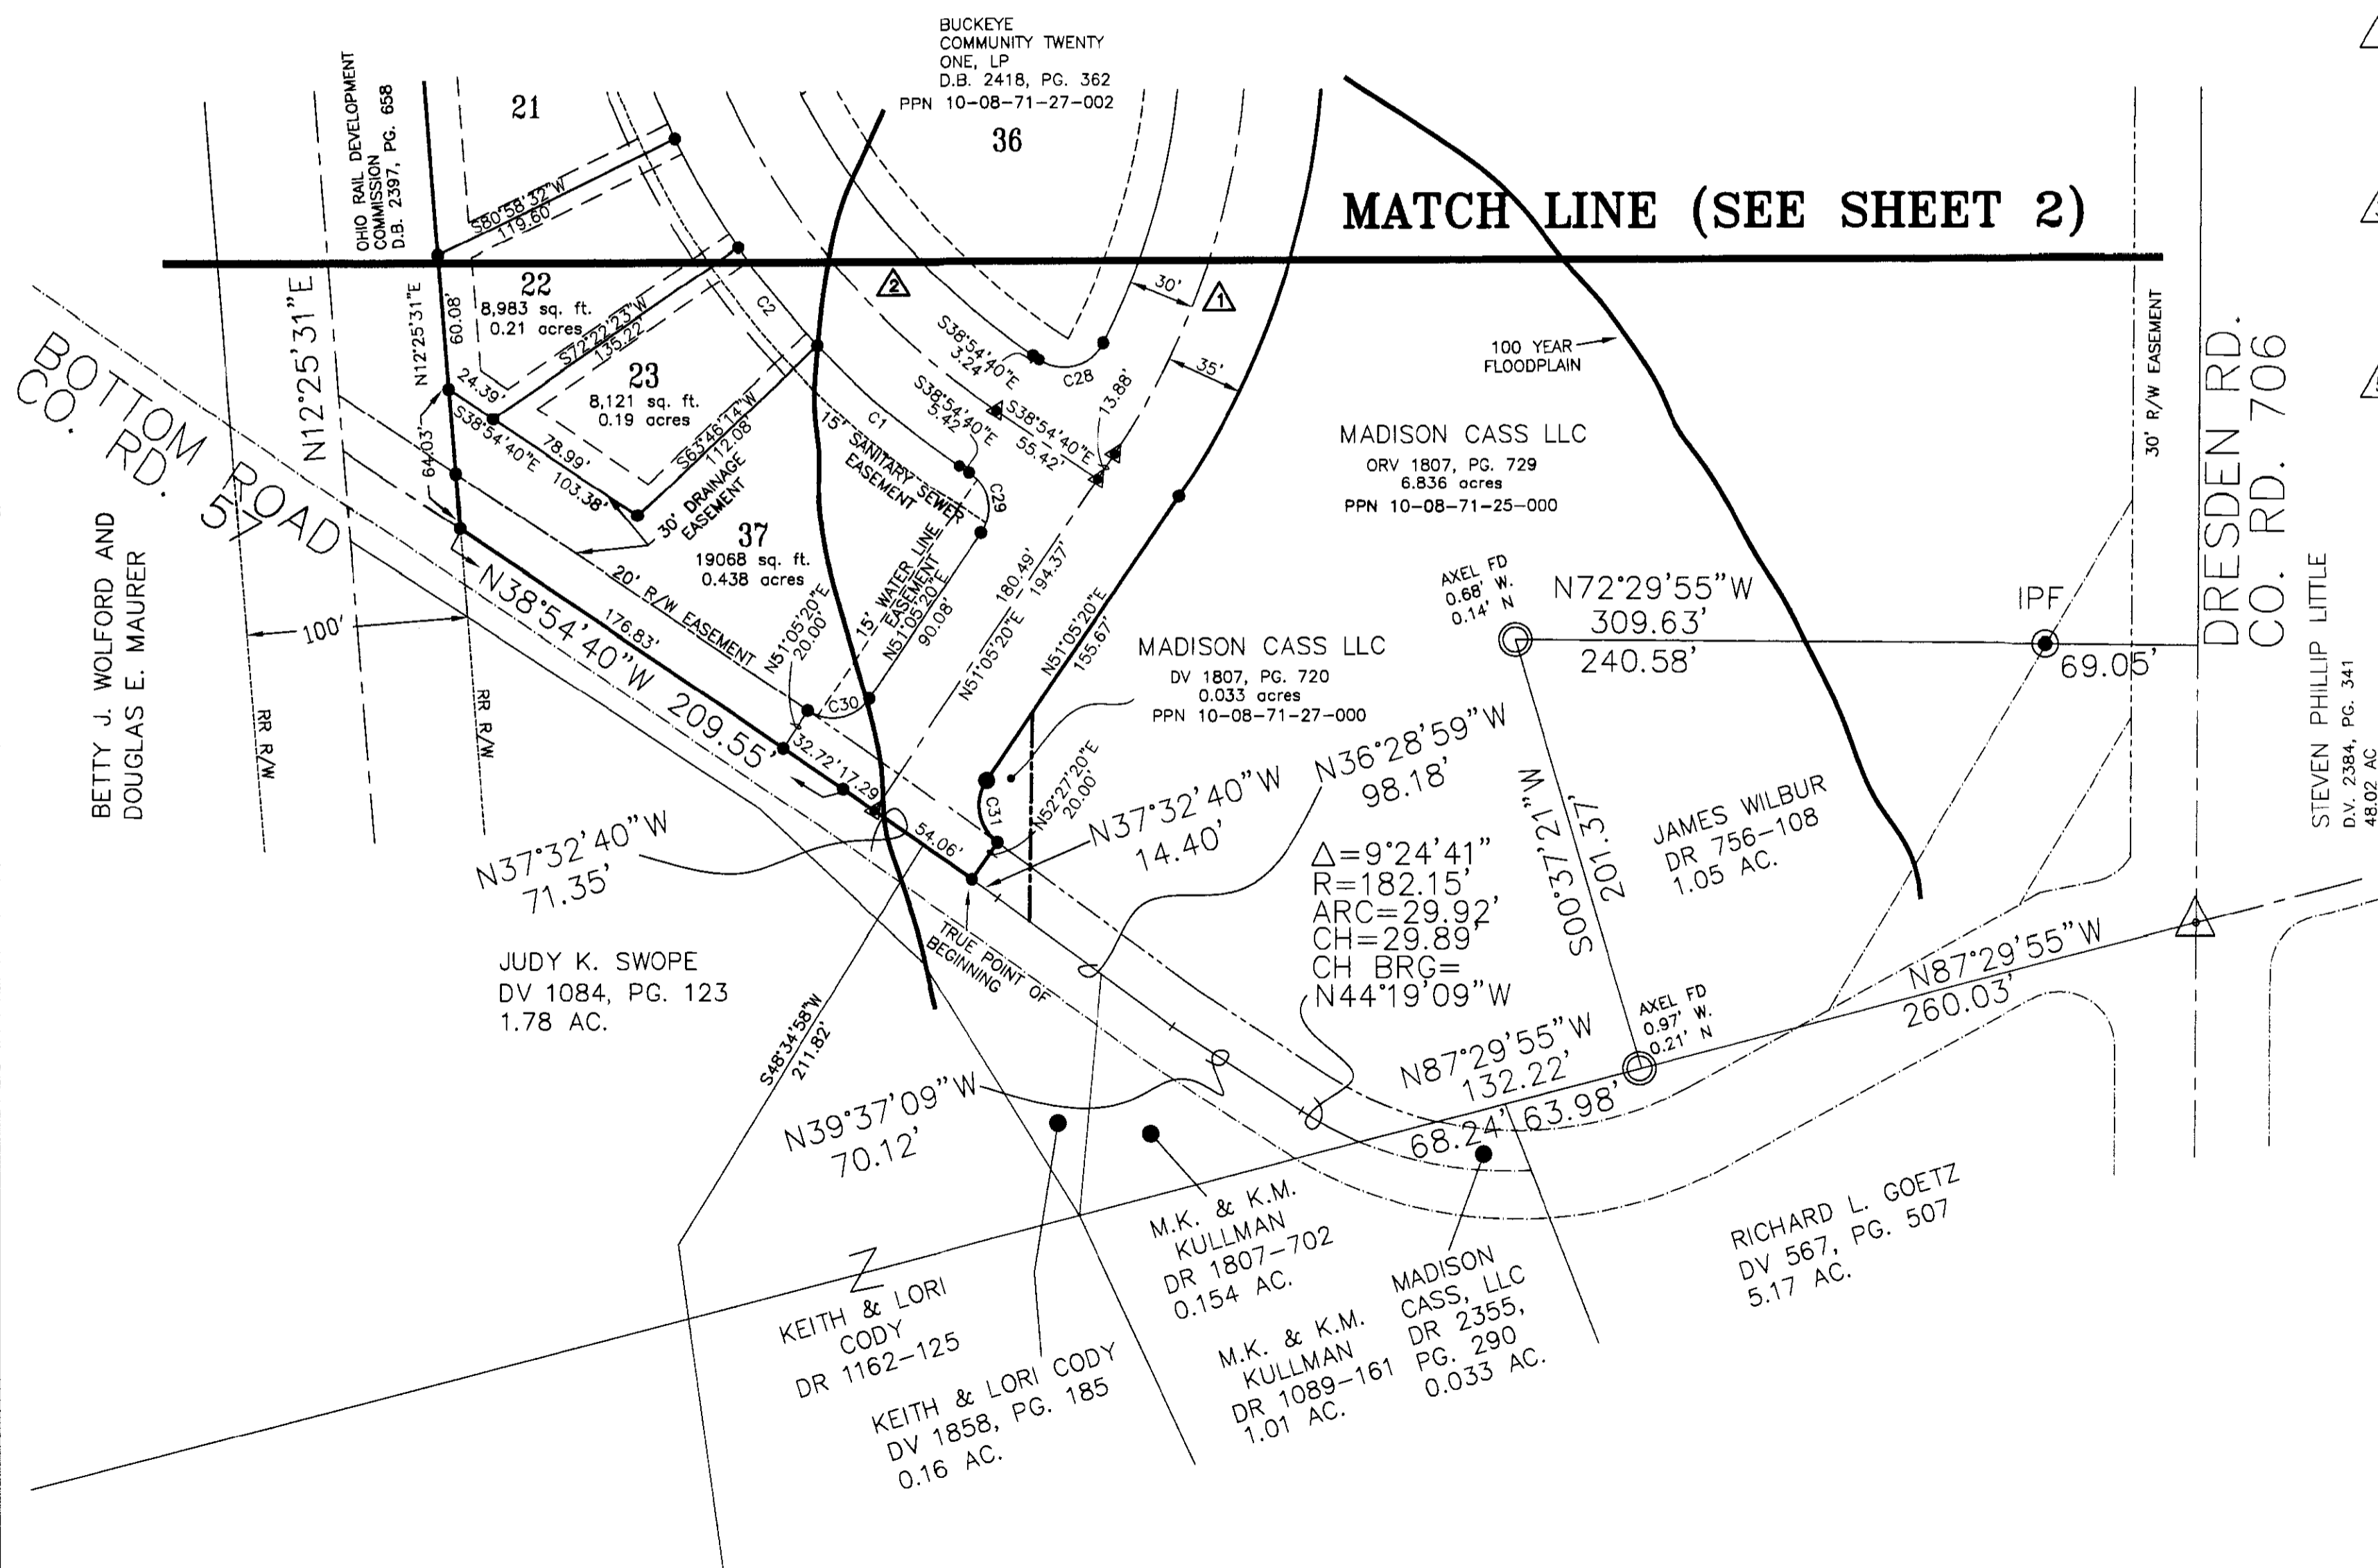 BUCKEYE
COMMUNITY TWENTY
ONE, LP
D.B. 2418, PG. 362
PPN 10-08-71-27-002
36
OHIO RAIL DEVELOPMENT
COMMISSION
D.B. 2397, PG. 658
21
S80°58'32"W
119.60'
MATCH LINE (SEE SHEET 2)
22
8,983 sq. ft.
0.21 acres
N12°25'31"E
60.08'
N12°25'31"E
S72°22'23"W
135.22'
C2
2
1
30'
35'
23
8,121 sq. ft.
0.19 acres
24.39'
S38°54'40"E
78.99'
103.38'
64.03'
S63°46'14"W
112.08'
30' DRAINAGE
EASEMENT
C1
15' SANITARY SEWER
EASEMENT
S38°54'40"E
3.24'
C28
S38°54'40"E
5.42'
S38°54'40"E
55.42'
13.88'
C29
100 YEAR
FLOODPLAIN
MADISON CASS LLC
ORV 1807, PG. 729
6.836 acres
PPN 10-08-71-25-000
30' R/W EASEMENT
DRESDEN RD.
CO. RD. 706
BOTTOM ROAD
CO. RD. 57
BETTY J. WOLFORD AND
DOUGLAS E. MAURER
37
19068 sq. ft.
0.438 acres
20' R/W EASEMENT
15' WATER LINE
EASEMENT
N51°05'20"E
90.08'
N51°05'20"E
20.00'
C30
180.49'
N51°05'20"E 194.37'
N51°05'20"E
155.67'
100'
RR R/W
RR R/W
N38°54'40"W 209.55'
176.83'
32.72'
17.29
54.06'
MADISON CASS LLC
DV 1807, PG. 720
0.033 acres
PPN 10-08-71-27-000
C31
N52°27'20"E
20.00'
AXEL FD
0.68' W.
0.14' N
N72°29'55"W
309.63'
240.58'
IPF
69.05'
STEVEN PHILLIP LITTLE
D.V. 2384, PG. 341
48.02 AC
N37°32'40"W
71.35'
N37°32'40"W
14.40'
N36°28'59"W
98.18'
TRUE POINT OF
BEGINNING
Δ=9°24'41"
R=182.15'
ARC=29.92'
CH=29.89'
CH BRG=
N44°19'09"W
S00°37'21"W
201.37'
JAMES WILBUR
DR 756-108
1.05 AC.
JUDY K. SWOPE
DV 1084, PG. 123
1.78 AC.
S48°34'58"W
211.82'
N39°37'09"W
70.12'
N87°29'55"W
132.22'
68.24'
63.98'
AXEL FD
0.97' W.
0.21' N
N87°29'55"W
260.03'
Z
KEITH & LORI
CODY
DR 1162-125
KEITH & LORI CODY
DV 1858, PG. 185
0.16 AC.
M.K. & K.M.
KULLMAN
DR 1807-702
0.154 AC.
M.K. & K.M.
KULLMAN
DR 1089-161
1.01 AC.
MADISON
CASS, LLC
DR 2355,
PG. 290
0.033 AC.
RICHARD L. GOETZ
DV 567, PG. 507
5.17 AC.